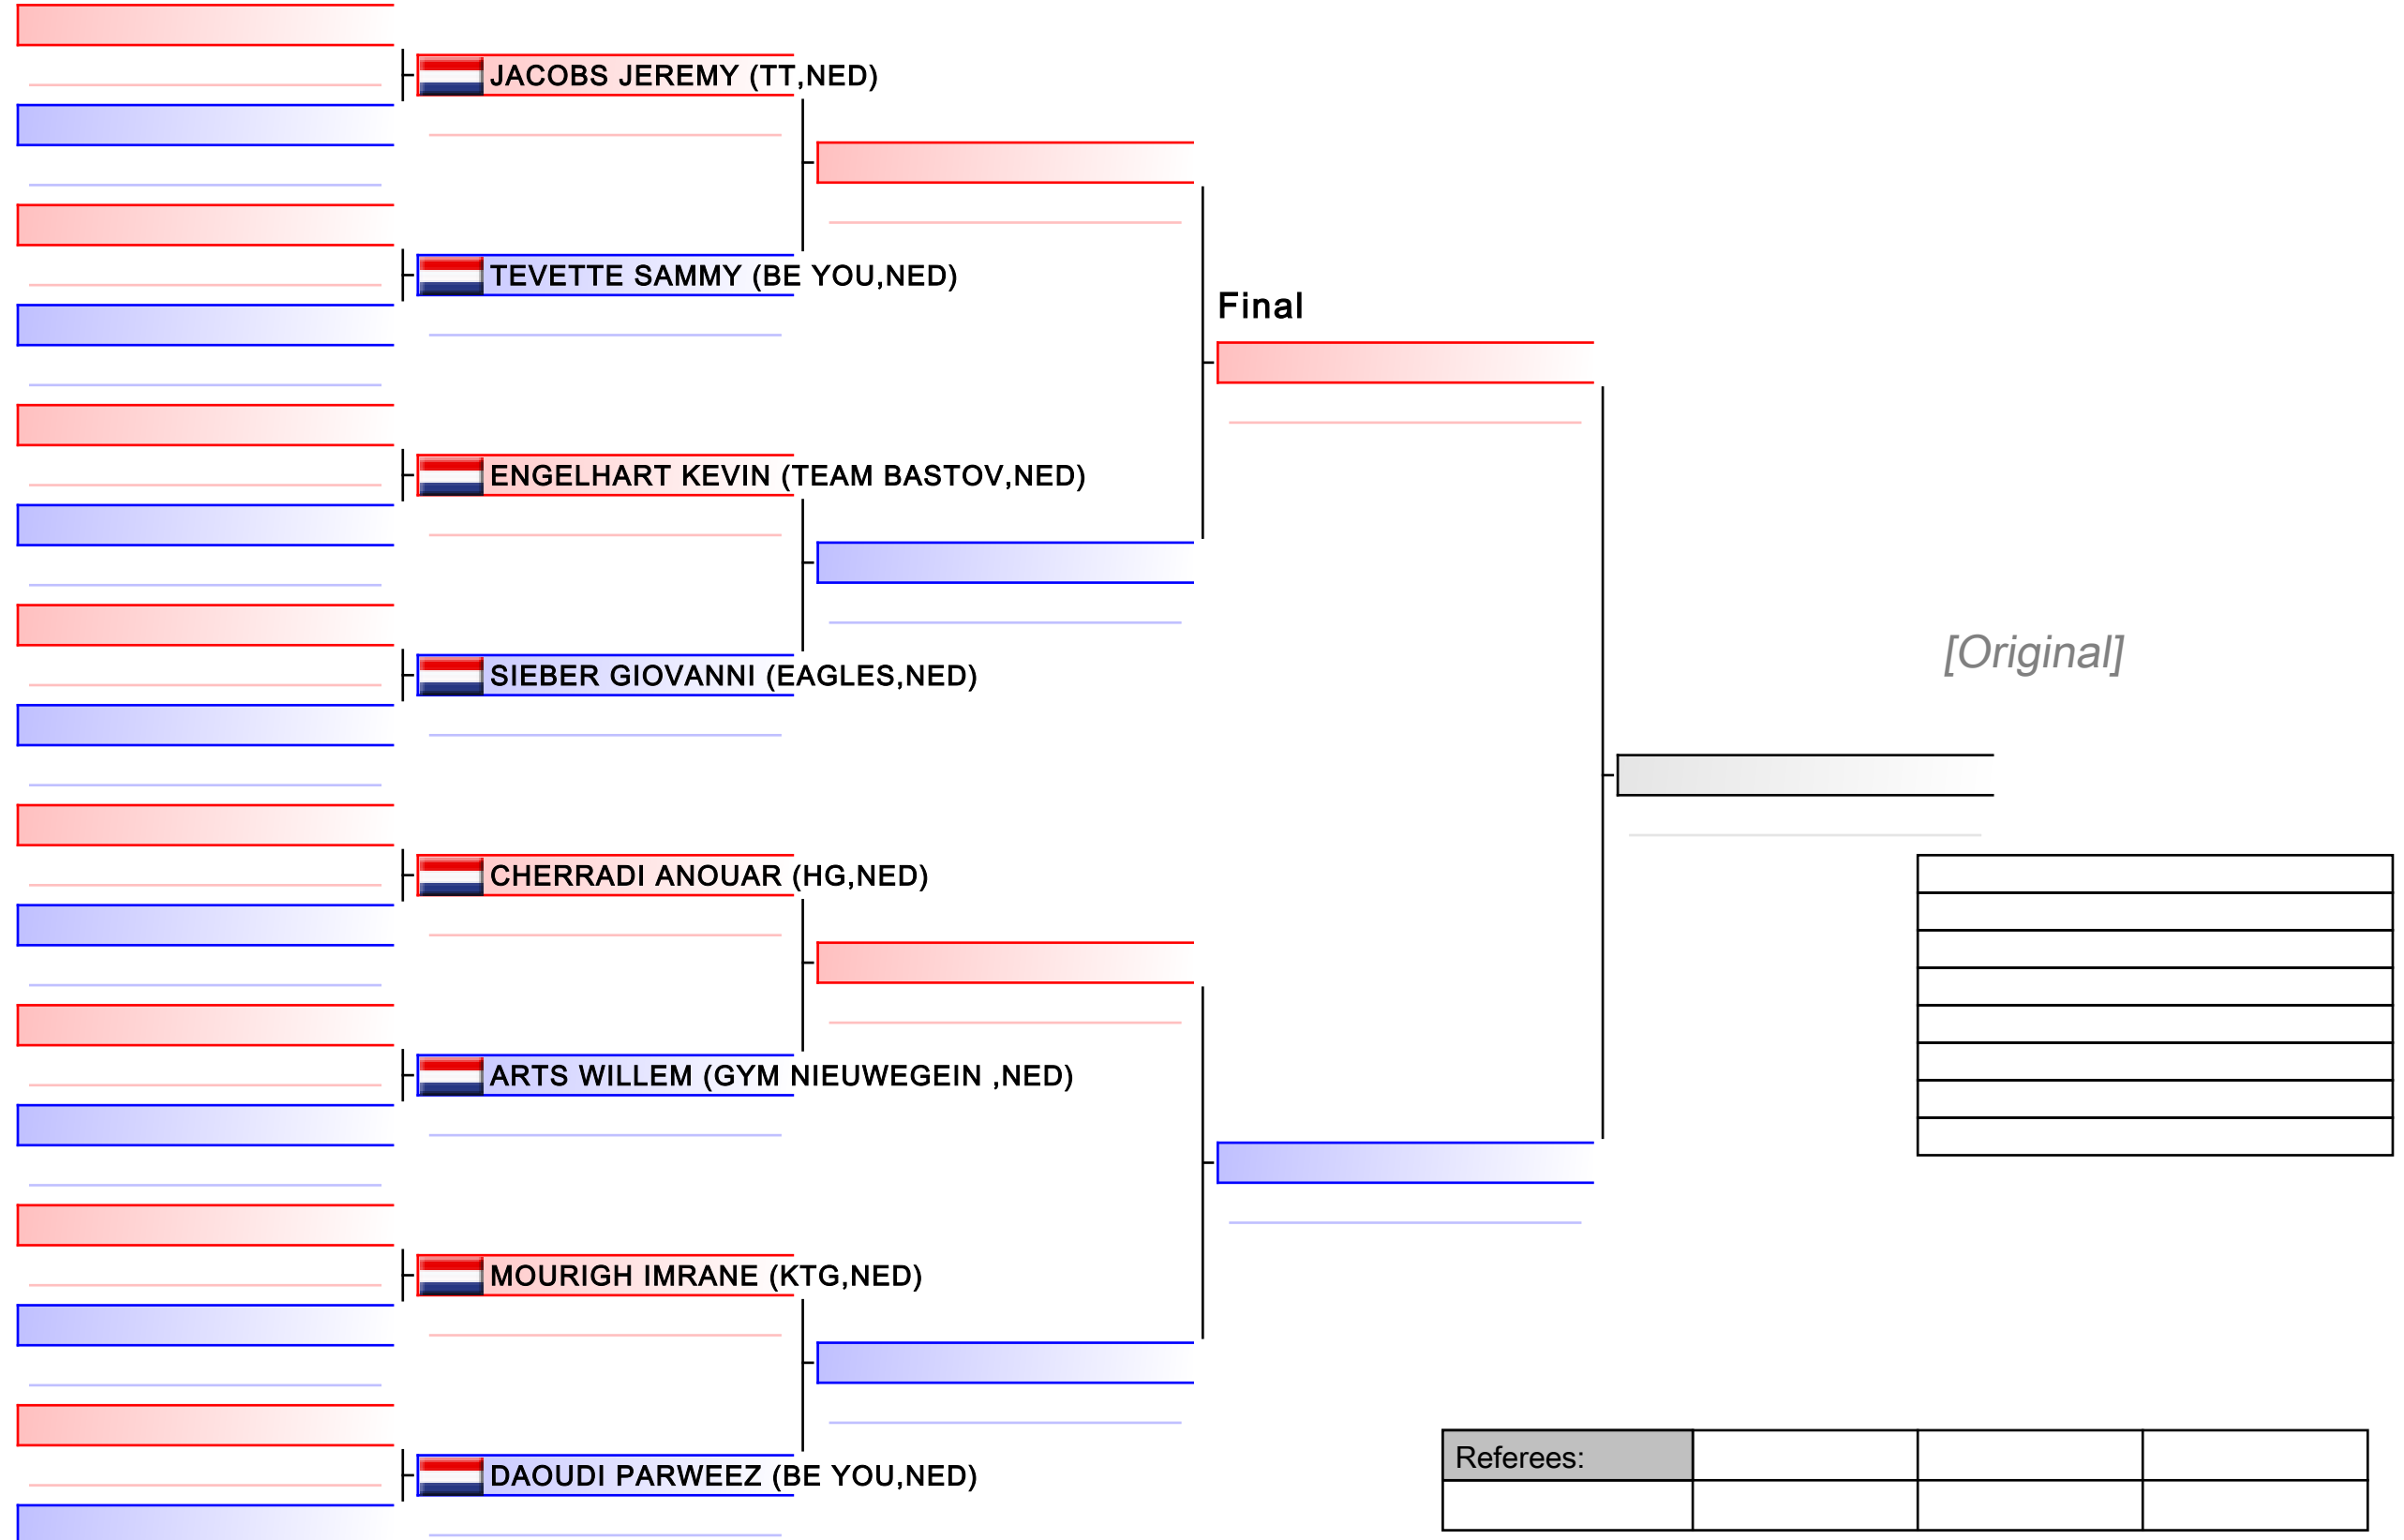 JACOBS JEREMY (TT,NED)
TEVETTE SAMMY (BE YOU,NED)
Final
ENGELHART KEVIN (TEAM BASTOV,NED)
[Original]
SIEBER GIOVANNI (EAGLES,NED)
CHERRADI ANOUAR (HG,NED)
ARTS WILLEM (GYM NIEUWEGEIN ,NED)
MOURIGH IMRANE (KTG,NED)
Referees:
DAOUDI PARWEEZ (BE YOU,NED)